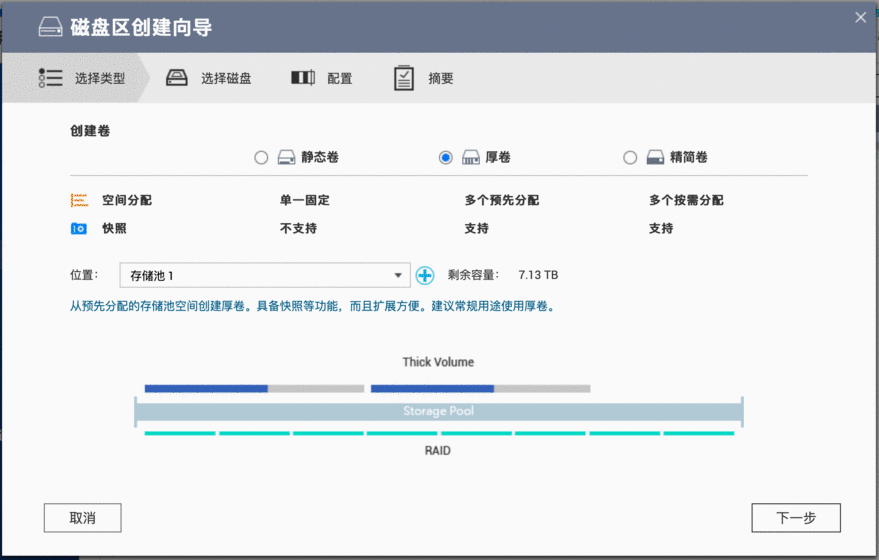 磁盘区创建向导
选择类型 选择磁盘 配置 摘要
创建卷
静态卷 厚卷 精简卷
空间分配 单一固定 多个预先分配 多个按需分配
快照 不支持 支持 支持
位置： 存储池 1 剩余容量： 7.13 TB
从预先分配的存储池空间创建厚卷。具备快照等功能，而且扩展方便。建议常规用途使用厚卷。
Thick Volume
Storage Pool
RAID
取消 下一步